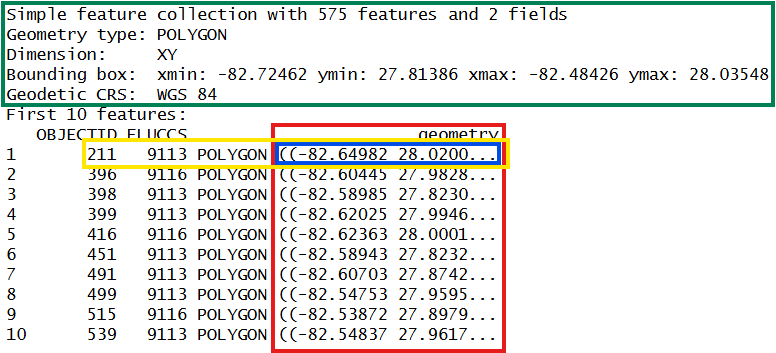 Simple feature collection with 575 features and 2 fields
Geometry type: POLYGON
Dimension:     XY
Bounding box:  xmin: -82.72462 ymin: 27.81386 xmax: -82.48426 ymax: 28.03548
Geodetic CRS:  WGS 84
First 10 features:
   OBJECTID FLUCCS                       geometry
1       211   9113 POLYGON ((-82.64982 28.0200...
2       396   9116 POLYGON ((-82.60445 27.9828...
3       398   9113 POLYGON ((-82.58985 27.8230...
4       399   9113 POLYGON ((-82.62025 27.9946...
5       416   9116 POLYGON ((-82.62363 28.0001...
6       451   9113 POLYGON ((-82.58943 27.8232...
7       491   9113 POLYGON ((-82.60703 27.8742...
8       499   9113 POLYGON ((-82.54753 27.9595...
9       515   9116 POLYGON ((-82.53872 27.8979...
10      539   9113 POLYGON ((-82.54837 27.9617...